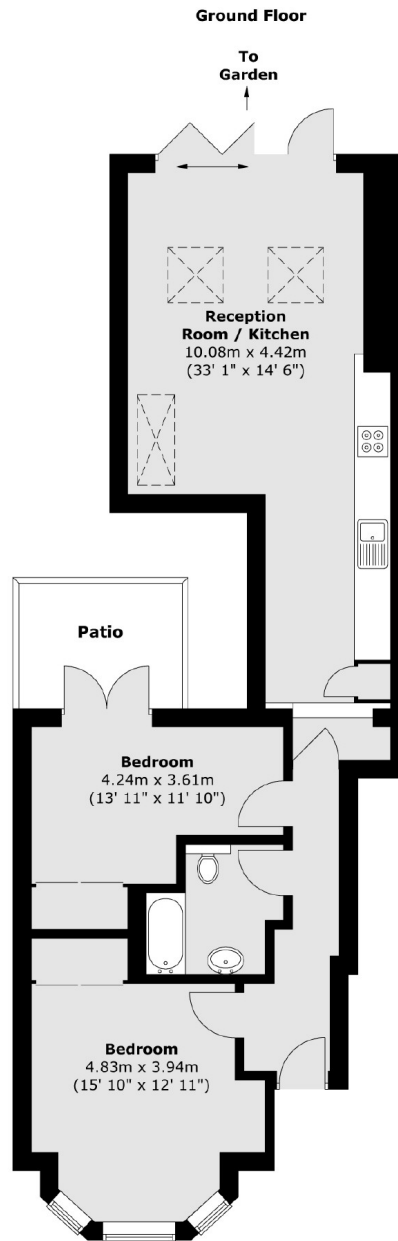 Ground Floor
To
Garden
Reception
Room / Kitchen
10.08m x 4.42m
(33' 1" x 14' 6")
Patio
Bedroom
4.24m x 3.61m
(13' 11" x 11' 10")
Bedroom
4.83m x 3.94m
(15' 10" x 12' 11")